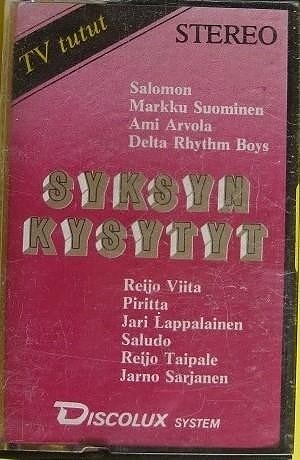 TV tutut
STEREO
Salomon
Markku Suominen
Ami Arvola
Delta Rhythm Boys
SYKSYN
KYSYTYT
Reijo Viita
Piritta
Jari Lappalainen
Saludo
Reijo Taipale
Jarno Sarjanen
DISCOLUX SYSTEM